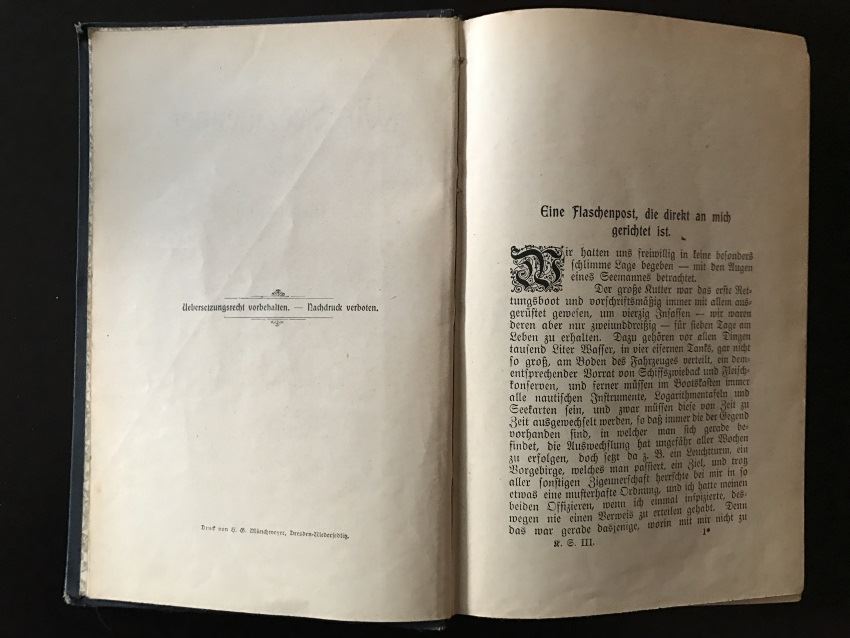 Uebersetzungsrecht vorbehalten. — Nachdruck verboten.
Druck von H. G. Münchmeyer, Dresden-Niedersedlitz.
Eine Flaschenpost, die direkt an mich
gerichtet ist.
Wir hatten uns freiwillig in keine besonders
schlimme Lage begeben — mit den Augen
eines Seemannes betrachtet.
Der große Kutter war das erste Ret-
tungsboot und vorschriftsmäßig immer mit allem aus-
gerüstet gewesen, um vierzig Insassen — wir waren
deren aber nur zweiunddreißig — für sieben Tage am
Leben zu erhalten. Dazu gehören vor allen Dingen
tausend Liter Wasser, in vier eisernen Tanks, gar nicht
so groß, am Boden des Fahrzeuges verteilt, ein dem-
entsprechender Vorrat von Schiffszwieback und Fleisch-
konserven, und ferner müssen im Bootskasten immer
alle nautischen Instrumente, Logarithmentafeln und
Seekarten sein, und zwar müssen diese von Zeit zu
Zeit ausgewechselt werden, so daß immer die der Gegend
vorhanden sind, in welcher man sich gerade be-
findet, die Auswechslung hat ungefähr aller Wochen
zu erfolgen, doch setzt da z. B. ein Leuchtturm, ein
Vorgebirge, welches man passiert, ein Ziel, und trotz
aller sonstigen Zigeunerschaft herrschte bei mir in so
etwas eine musterhafte Ordnung, und ich hatte meinen
beiden Offizieren, wenn ich einmal inspizierte, des-
wegen nie einen Verweis zu erteilen gehabt. Denn
das war gerade dasjenige, worin mit mir nicht zu
K. S. III.
1*